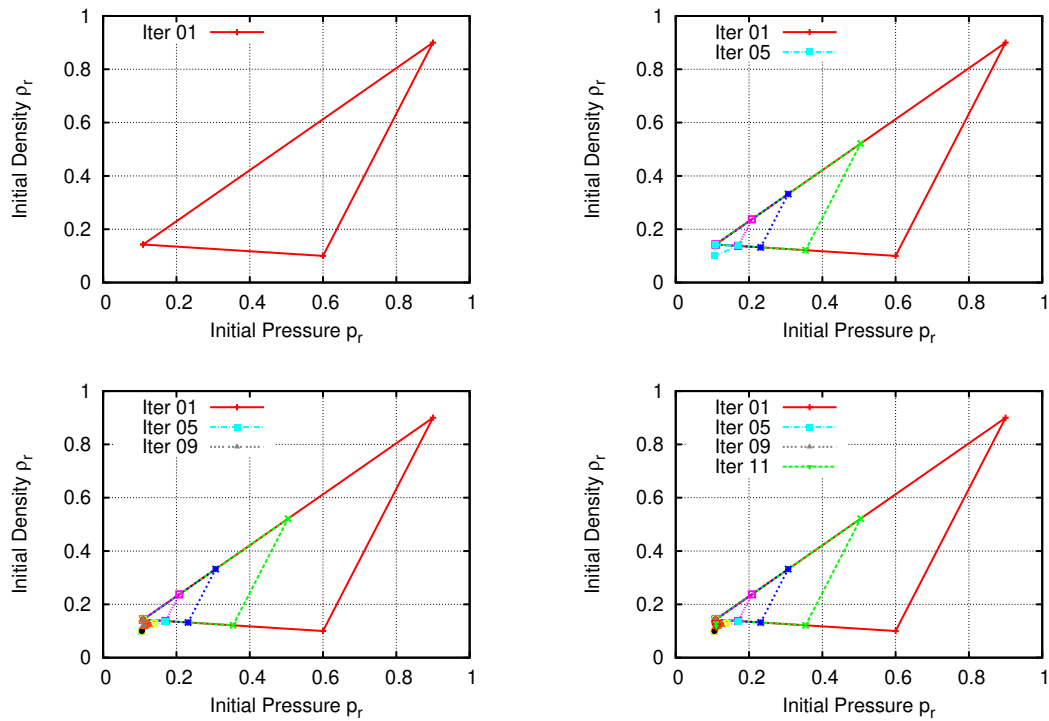 1
0.8
0.6
0.4
0.2
0
0 0.2 0.4 0.6 0.8 1
Initial Density ρr
Initial Pressure pr
Iter 01
1
0.8
0.6
0.4
0.2
0
0 0.2 0.4 0.6 0.8 1
Initial Density ρr
Initial Pressure pr
Iter 01
Iter 05
1
0.8
0.6
0.4
0.2
0
0 0.2 0.4 0.6 0.8 1
Initial Density ρr
Initial Pressure pr
Iter 01
Iter 05
Iter 09
1
0.8
0.6
0.4
0.2
0
0 0.2 0.4 0.6 0.8 1
Initial Density ρr
Initial Pressure pr
Iter 01
Iter 05
Iter 09
Iter 11